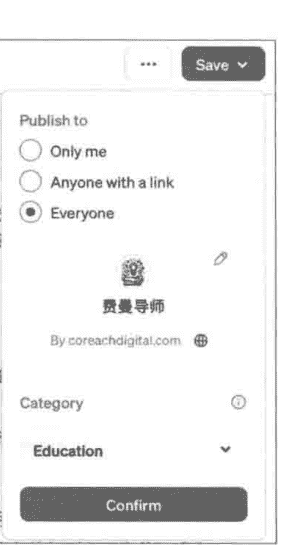 Save
Publish to
Only me
Anyone with a link
Everyone
费曼导师
By coreachdigital.com
Category
Education
Confirm